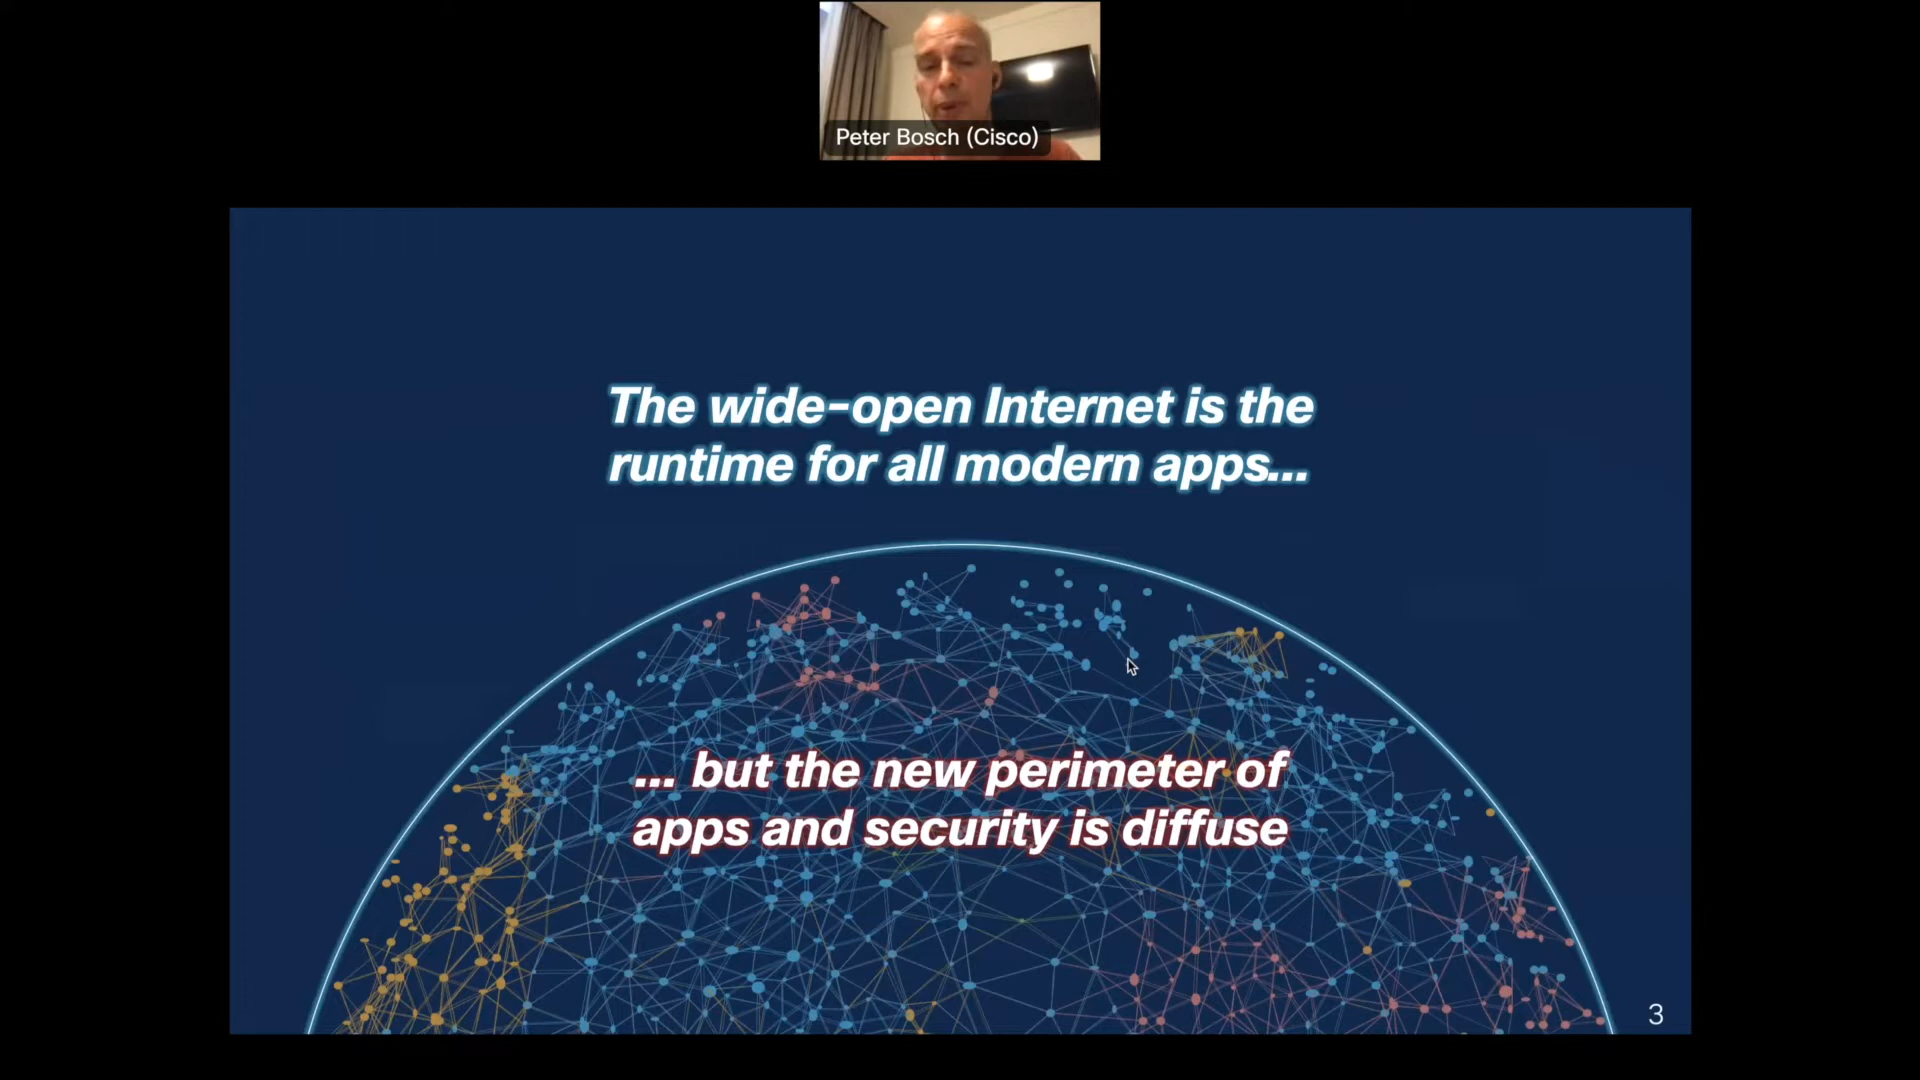 Peter Bosch (Cisco)
The wide-open Internet is the
runtime for all modern apps...
... but the new perimeter of
apps and security is diffuse
3